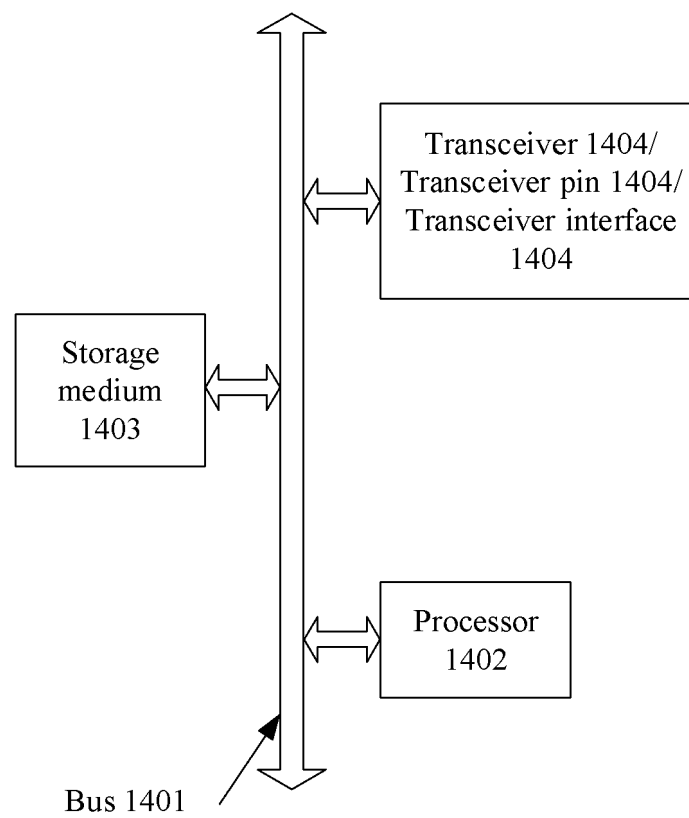 Transceiver 1404/
Transceiver pin 1404/
Transceiver interface
1404
Storage
medium
1403
Processor
1402
Bus 1401